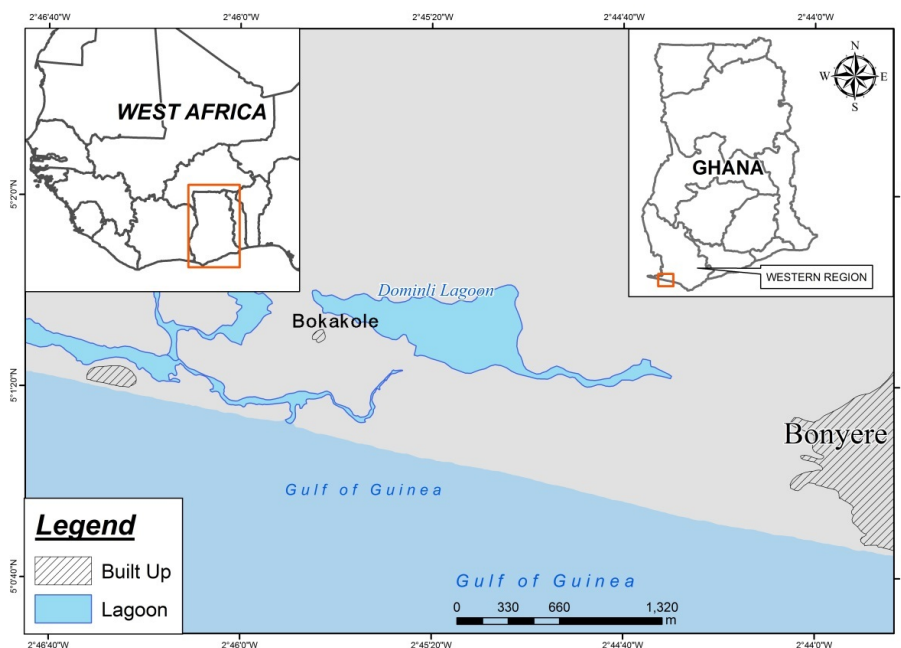 2°46'40"W 2°46'0"W 2°45'20"W 2°44'40"W 2°44'0"W
WEST AFRICA
N
W E
S
GHANA
WESTERN REGION
5°2'0"N
Dominli Lagoon
Bokakole
5°1'20"N
Bonyere
Gulf of Guinea
Legend
Built Up
Lagoon
5°0'40"N
Gulf of Guinea
0 330 660 1,320
m
2°46'40"W 2°46'0"W 2°45'20"W 2°44'40"W 2°44'0"W